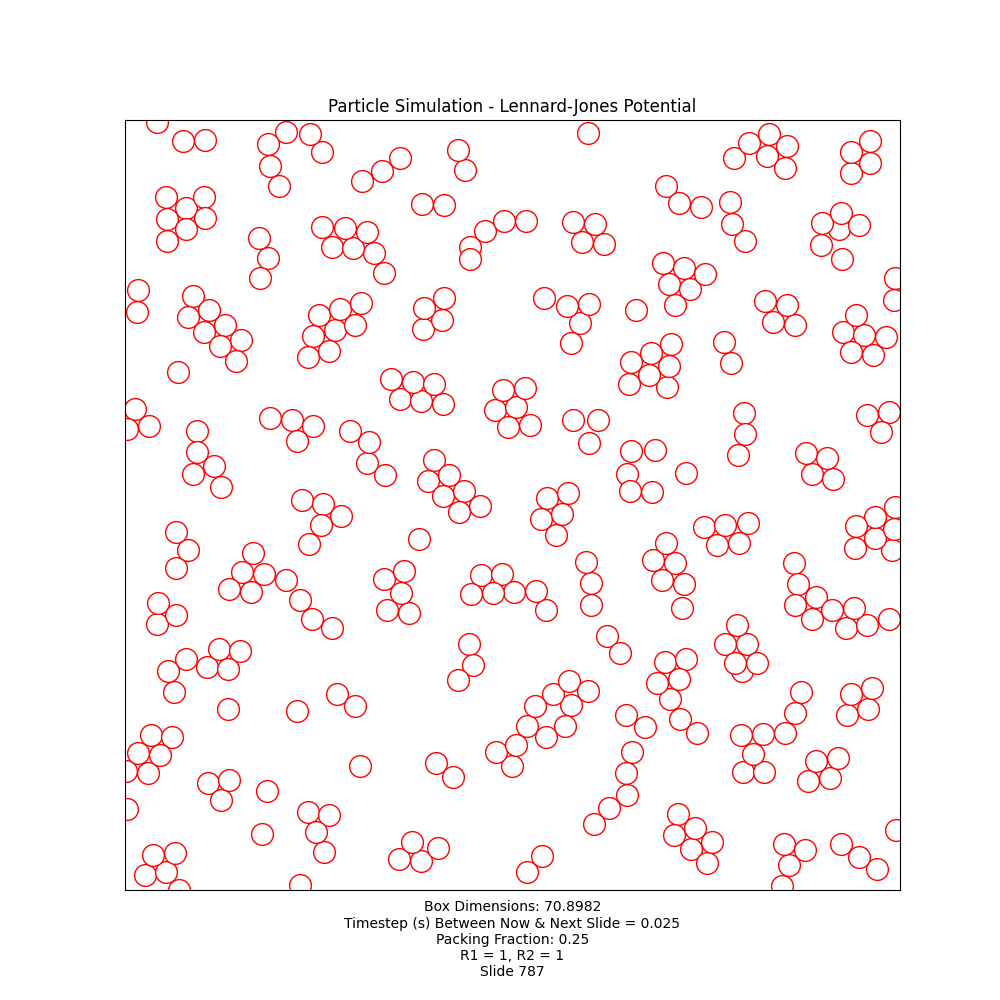 Particle Simulation - Lennard-Jones Potential
Box Dimensions: 70.8982
Timestep (s) Between Now & Next Slide = 0.025
Packing Fraction: 0.25
R1 = 1, R2 = 1
Slide 787